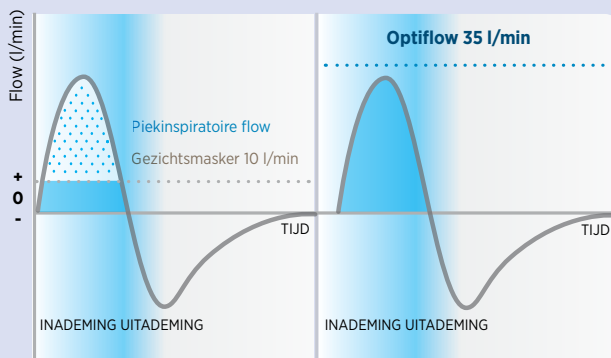 Flow (l/min)
Optiflow 35 l/min
Piekinspiratoire flow
Gezichtsmasker 10 l/min
+
0
-
TIJD
TIJD
INADEMING UITADEMING
INADEMING UITADEMING